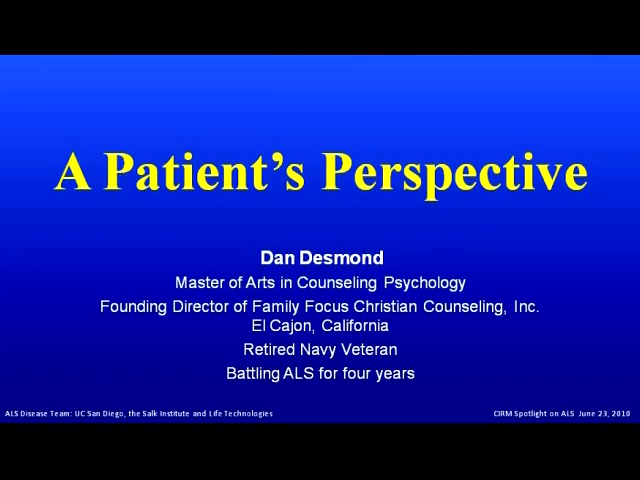 A Patient’s Perspective
Dan Desmond
Master of Arts in Counseling Psychology
Founding Director of Family Focus Christian Counseling, Inc.
El Cajon, California
Retired Navy Veteran
Battling ALS for four years
ALS Disease Team: UC San Diego, the Salk Institute and Life Technologies
CIRM Spotlight on ALS  June 23, 2010